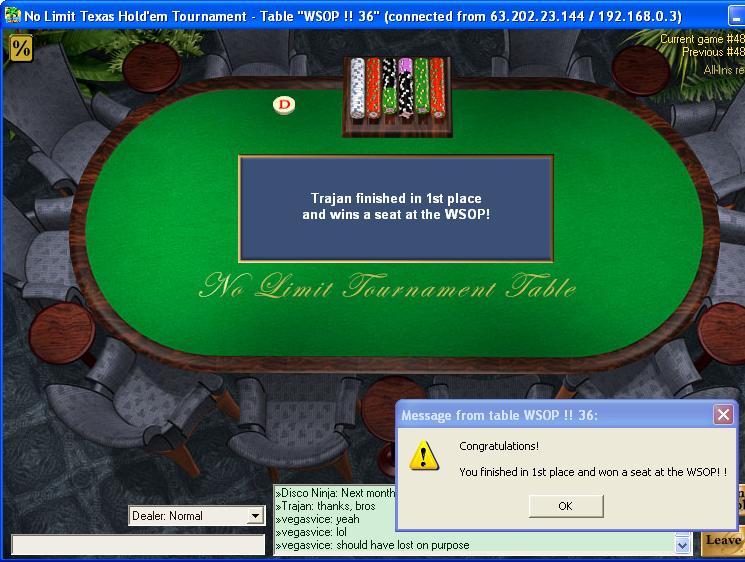 No Limit Texas Hold'em Tournament - Table "WSOP !! 36" (connected from 63.202.23.144 / 192.168.0.3)
%
Current game #48
Previous #48
All-Ins re
D
Trajan finished in 1st place
and wins a seat at the WSOP!
No Limit Tournament Table
Message from table WSOP !! 36:
Congratulations!
You finished in 1st place and won a seat at the WSOP! !
OK
Dealer: Normal
»Disco Ninja: Next month
»Trajan: thanks, bros
»vegasvice: yeah
»vegasvice: lol
»vegasvice: should have lost on purpose
Leave